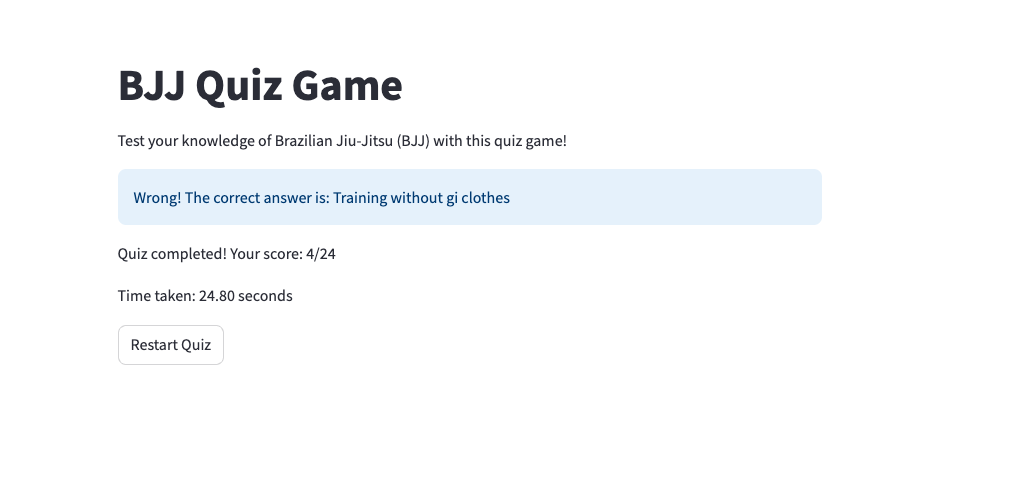 BJJ Quiz Game
Test your knowledge of Brazilian Jiu-Jitsu (BJJ) with this quiz game!
Wrong! The correct answer is: Training without gi clothes
Quiz completed! Your score: 4/24
Time taken: 24.80 seconds
Restart Quiz